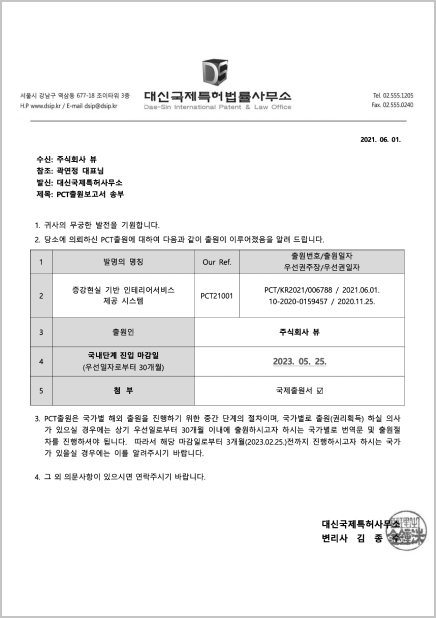 대신국제특허법률사무소
Dae-Sin International Patent & Law Office
서울시 강남구 역삼동 677-18 조이타워 3층
H.P www.dsip.kr / E-mail dsip@dsip.kr
Tel. 02.555.1205
Fax. 02.555.0240
2021. 06. 01.
수신: 주식회사 뷰
참조: 곽연정 대표님
발신: 대신국제특허사무소
제목: PCT출원보고서 송부
1. 귀사의 무궁한 발전을 기원합니다.
2. 당소에 의뢰하신 PCT출원에 대하여 다음과 같이 출원이 이루어졌음을 알려 드립니다.
1 발명의 명칭 Our Ref. 출원번호/출원일자
우선권주장/우선권일자
2 증강현실 기반 인테리어서비스
제공 시스템 PCT21001 PCT/KR2021/006788 / 2021.06.01.
10-2020-0159457 / 2020.11.25.
3 출원인 주식회사 뷰
4 국내단계 진입 마감일
(우선일자로부터 30개월) 2023. 05. 25.
5 첨 부 국제출원서 ☑
3. PCT출원은 국가별 해외 출원을 진행하기 위한 중간 단계의 절차이며, 국가별로 출원(권리획득) 하실 의사
가 있으실 경우에는 상기 우선일로부터 30개월 이내에 출원하시고자 하시는 국가별로 번역문 및 출원절
차를 진행하셔야 됩니다. 따라서 해당 마감일로부터 3개월(2023.02.25.)전까지 진행하시고자 하시는 국가
가 있을실 경우에는 이를 알려주시기 바랍니다.
4. 그 외 의문사항이 있으시면 연락주시기 바랍니다.
대신국제특허사무소
변리사 김 종 수